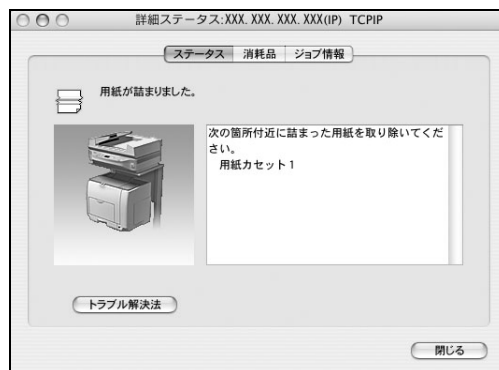 詳細ステータス:XXX. XXX. XXX. XXX(IP) TCPIP
ステータス 消耗品 ジョブ情報
用紙が詰まりました。
次の箇所付近に詰まった用紙を取り除いてくだ
さい。
用紙カセット1
トラブル解決法
閉じる